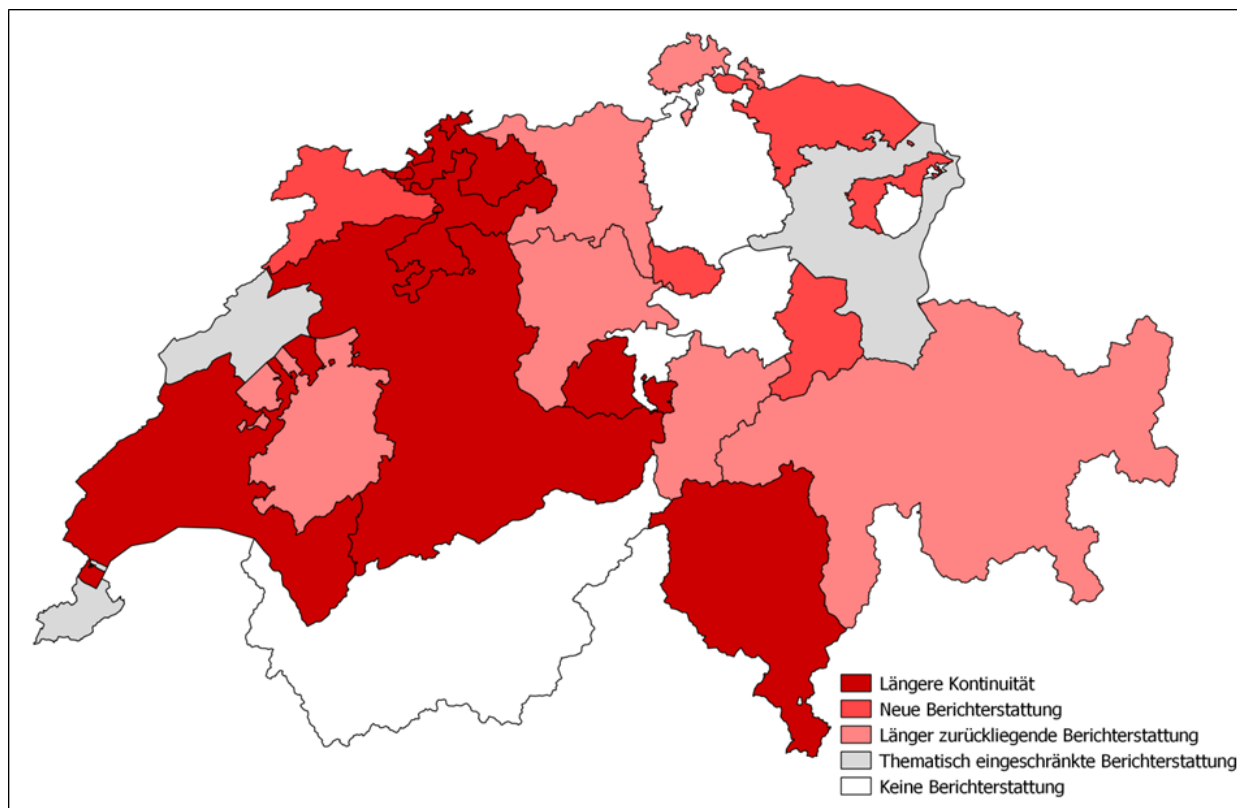 Längere Kontinuität
Neue Berichterstattung
Länger zurückliegende Berichterstattung
Thematisch eingeschränkte Berichterstattung
Keine Berichterstattung